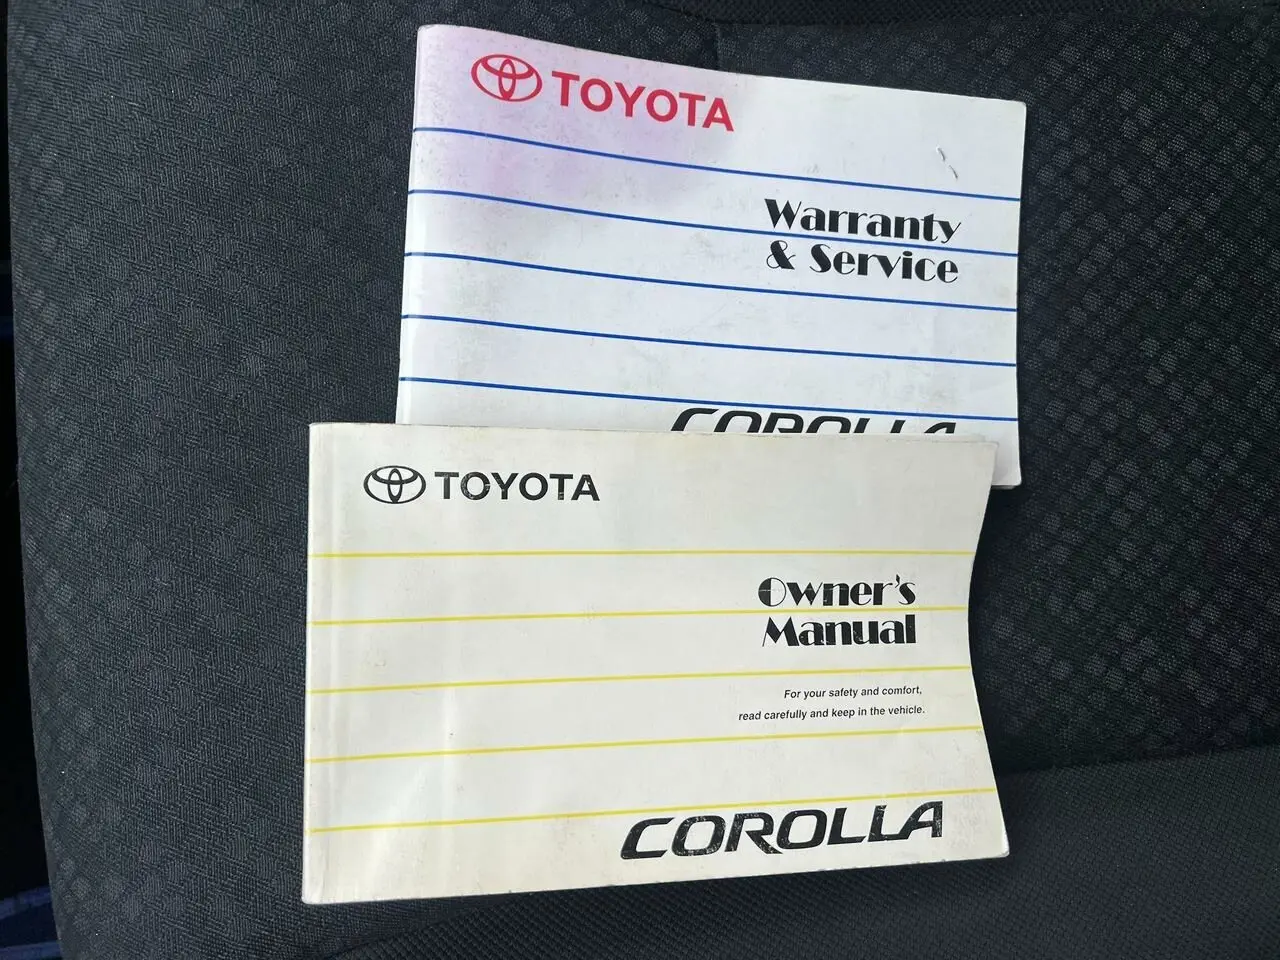 TOYOTA
Warranty
& Service
COROLLA
TOYOTA
Owner's
Manual
For your safety and comfort,
read carefully and keep in the vehicle.
COROLLA